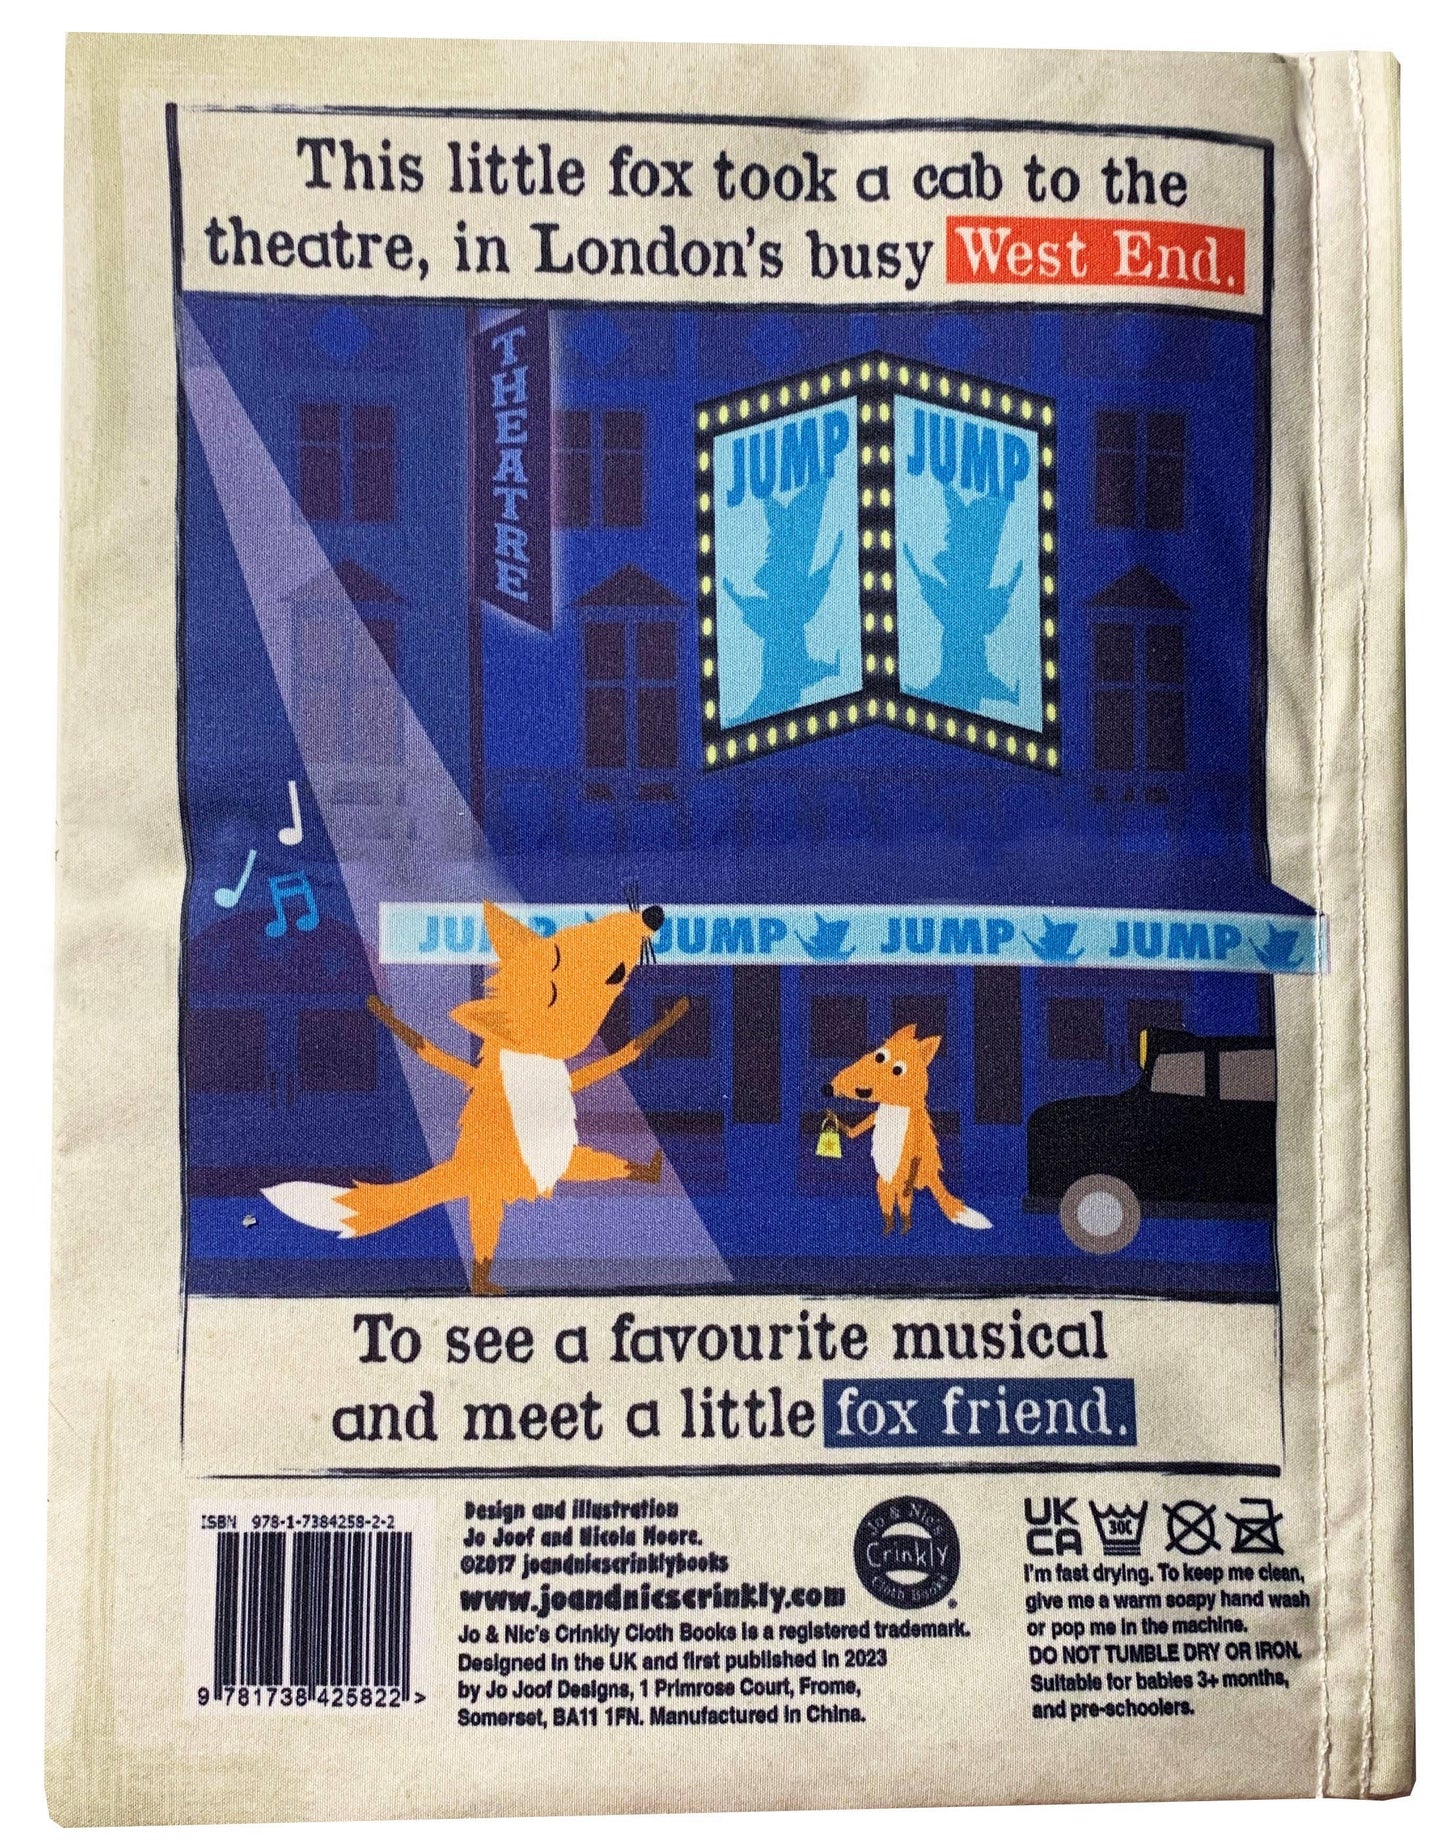 This little fox took a cab to the
theatre, in London's busy West End.
THEATRE
JUMP JUMP
JUMP JUMP JUMP JUMP
To see a favourite musical
and meet a little fox friend.
ISBN 978-1-7384258-2-2
9 781738 425822 >
Design and illustration
Jo Joof and Nicola Moore.
©2017 joandnicscrinklybooks
www.joandnicscrinkly.com
Jo & Nic's Crinkly Cloth Books is a registered trademark.
Designed in the UK and first published in 2023
by Jo Joof Designs, 1 Primrose Court, Frome,
Somerset, BA11 1FN. Manufactured in China.
Jo & Nic's
Crinkly
Cloth Books
UK
CA
30C
I'm fast drying. To keep me clean,
give me a warm soapy hand wash
or pop me in the machine.
DO NOT TUMBLE DRY OR IRON.
Suitable for babies 3+ months,
and pre-schoolers.